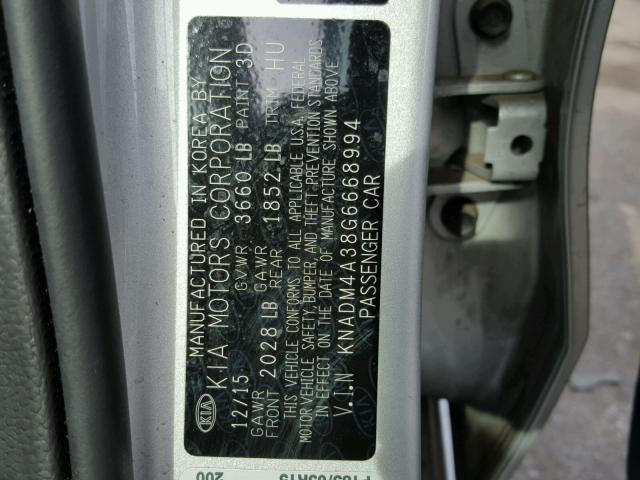 KIA
MANUFACTURED IN KOREA BY
KIA MOTORS CORPORATION
12/15 GVWR 3660 LB PAINT 3D
GAWR GAWR
FRONT 2028 LB REAR 1852 LB TRIM HU
THIS VEHICLE CONFORMS TO ALL APPLICABLE U.S.A. FEDERAL
MOTOR VEHICLE SAFETY, BUMPER, AND THEFT PREVENTION STANDARDS
IN EFFECT ON THE DATE OF MANUFACTURE SHOWN ABOVE.
V.I.N KNADM4A38G6668994
PASSENGER CAR
200